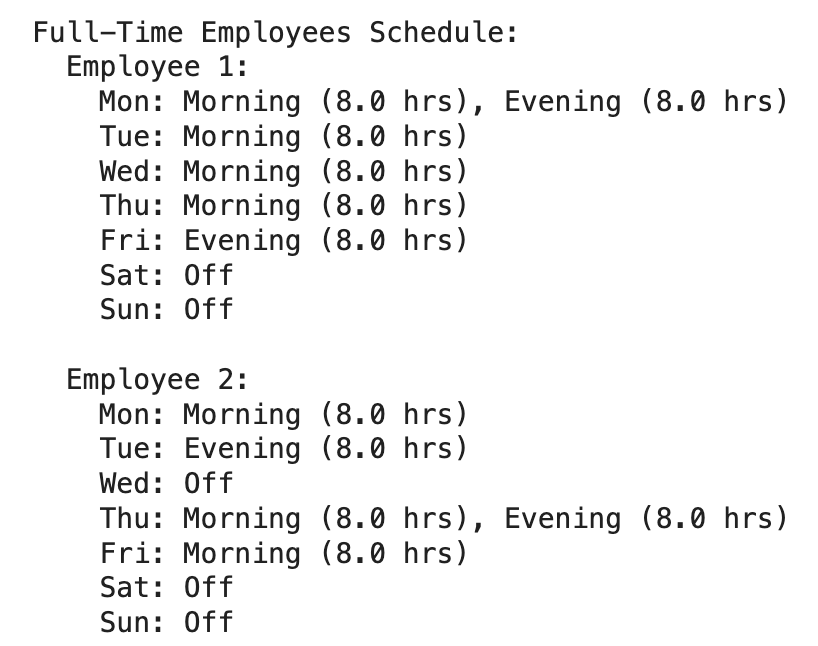 Full-Time Employees Schedule:
Employee 1:
Mon: Morning (8.0 hrs), Evening (8.0 hrs)
Tue: Morning (8.0 hrs)
Wed: Morning (8.0 hrs)
Thu: Morning (8.0 hrs)
Fri: Evening (8.0 hrs)
Sat: Off
Sun: Off
Employee 2:
Mon: Morning (8.0 hrs)
Tue: Evening (8.0 hrs)
Wed: Off
Thu: Morning (8.0 hrs), Evening (8.0 hrs)
Fri: Morning (8.0 hrs)
Sat: Off
Sun: Off